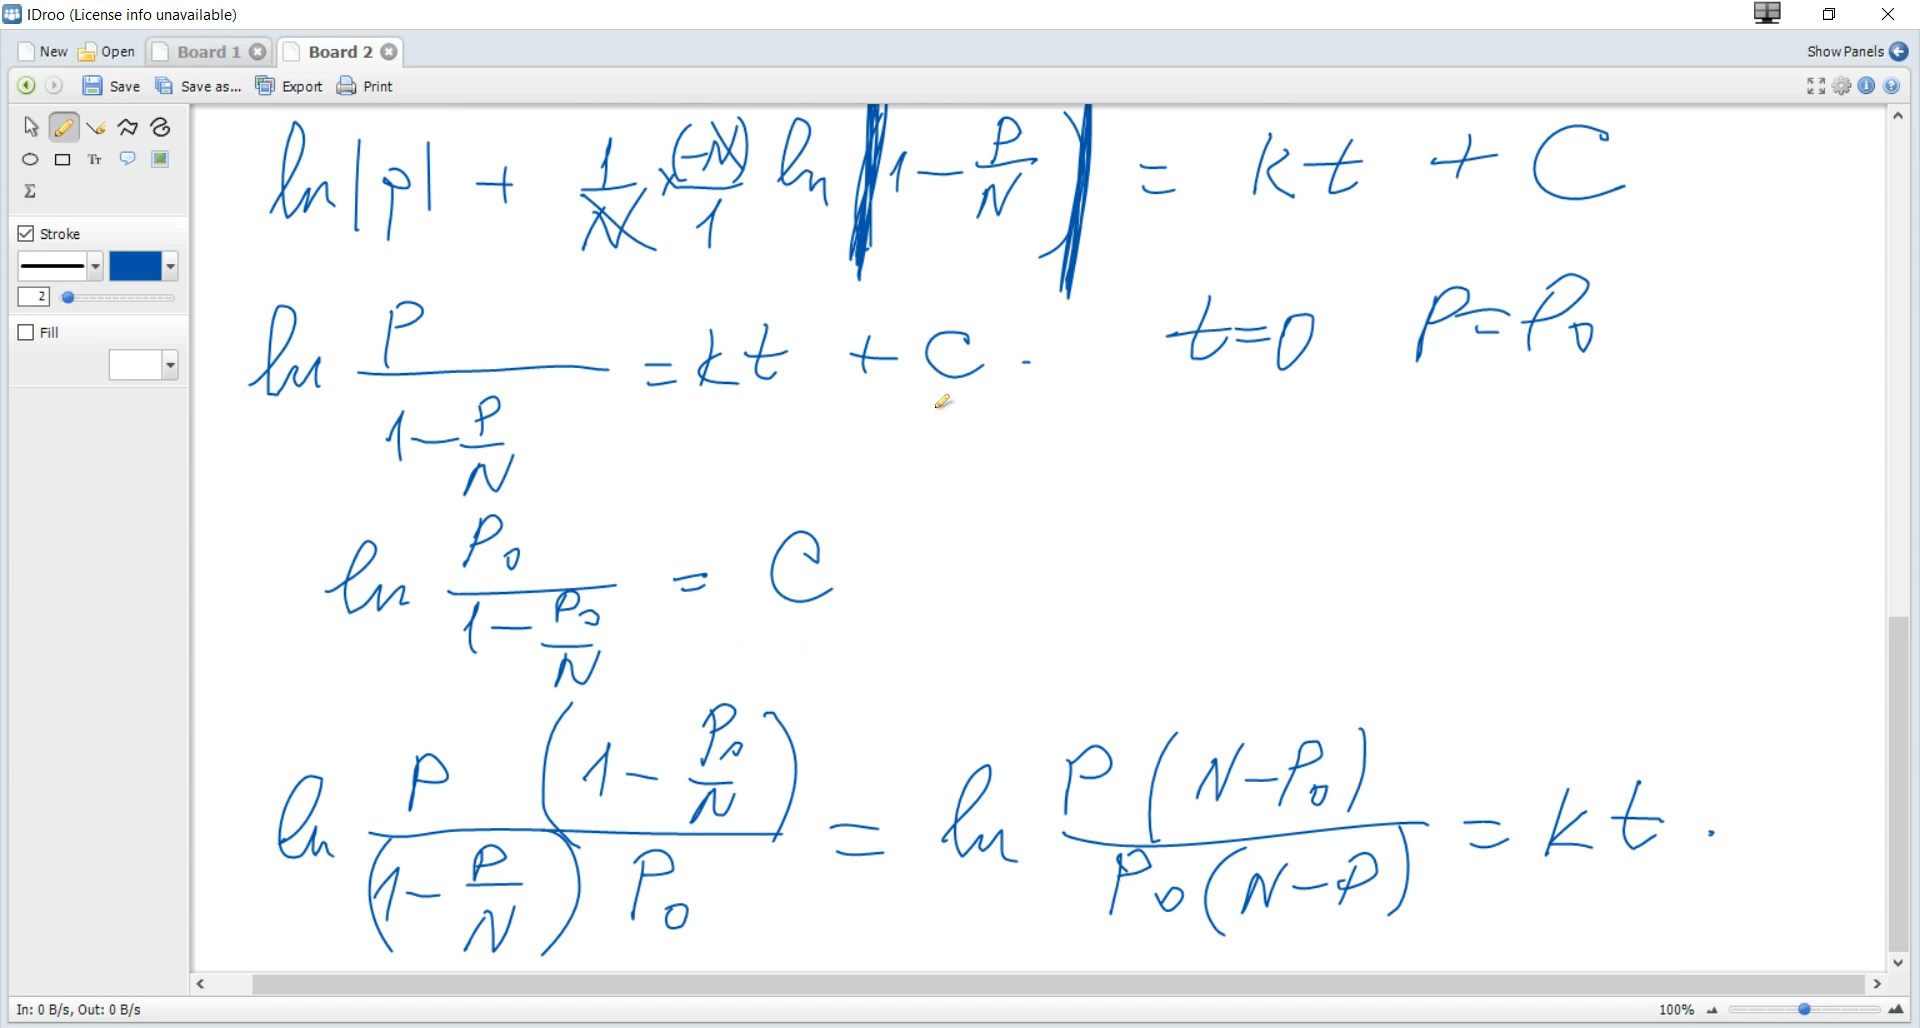 IDroo (License info unavailable)
New Open Board 1 Board 2 Show Panels
Save Save as... Export Print
Tт
Σ
Stroke
2
Fill
ln|p| + 1/N × (-N)/1 ln |1 - P/N| = kt + C
ln P/(1 - P/N) = kt + C . t=0 P=P₀
ln P₀/(1 - P₀/N) = C
ln P(1 - P₀/N)/((1 - P/N) P₀) = ln P(N-P₀)/(P₀(N-P)) = kt .
In: 0 B/s, Out: 0 B/s 100%